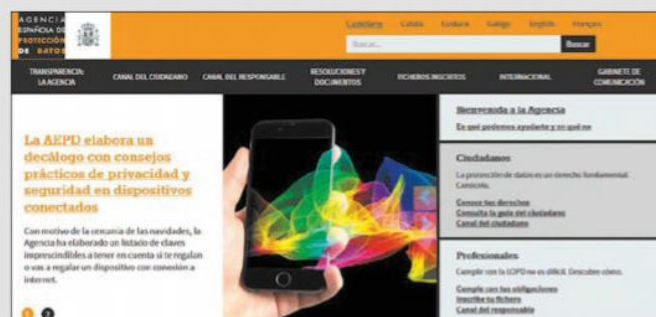 AGENCIA
ESPAÑOLA DE
PROTECCIÓN
DE DATOS
Castellano Català Euskara Galego English Français
Buscar...
Buscar
TRANSPARENCIA:
LA AGENCIA
CANAL DEL CIUDADANO
CANAL DEL RESPONSABLE
RESOLUCIONES Y
DOCUMENTOS
FICHEROS INSCRITOS
INTERNACIONAL
GABINETE DE
COMUNICACIÓN
La AEPD elabora un
decálogo con consejos
prácticos de privacidad y
seguridad en dispositivos
conectados
Con motivo de la cercanía de las navidades, la
Agencia ha elaborado un listado de claves
imprescindibles a tener en cuenta si te regalan
o vas a regalar un dispositivo con conexión a
internet.
1 2
Bienvenida a la Agencia
En qué podemos ayudarte y en qué no
Ciudadanos
La protección de datos es un derecho fundamental.
Conócelo.
Conoce tus derechos
Consulta la guía del ciudadano
Canal del ciudadano
Profesionales
Cumplir con la LOPD no es difícil. Descubre cómo.
Cumple con tus obligaciones
Inscribe tu fichero
Canal del responsable